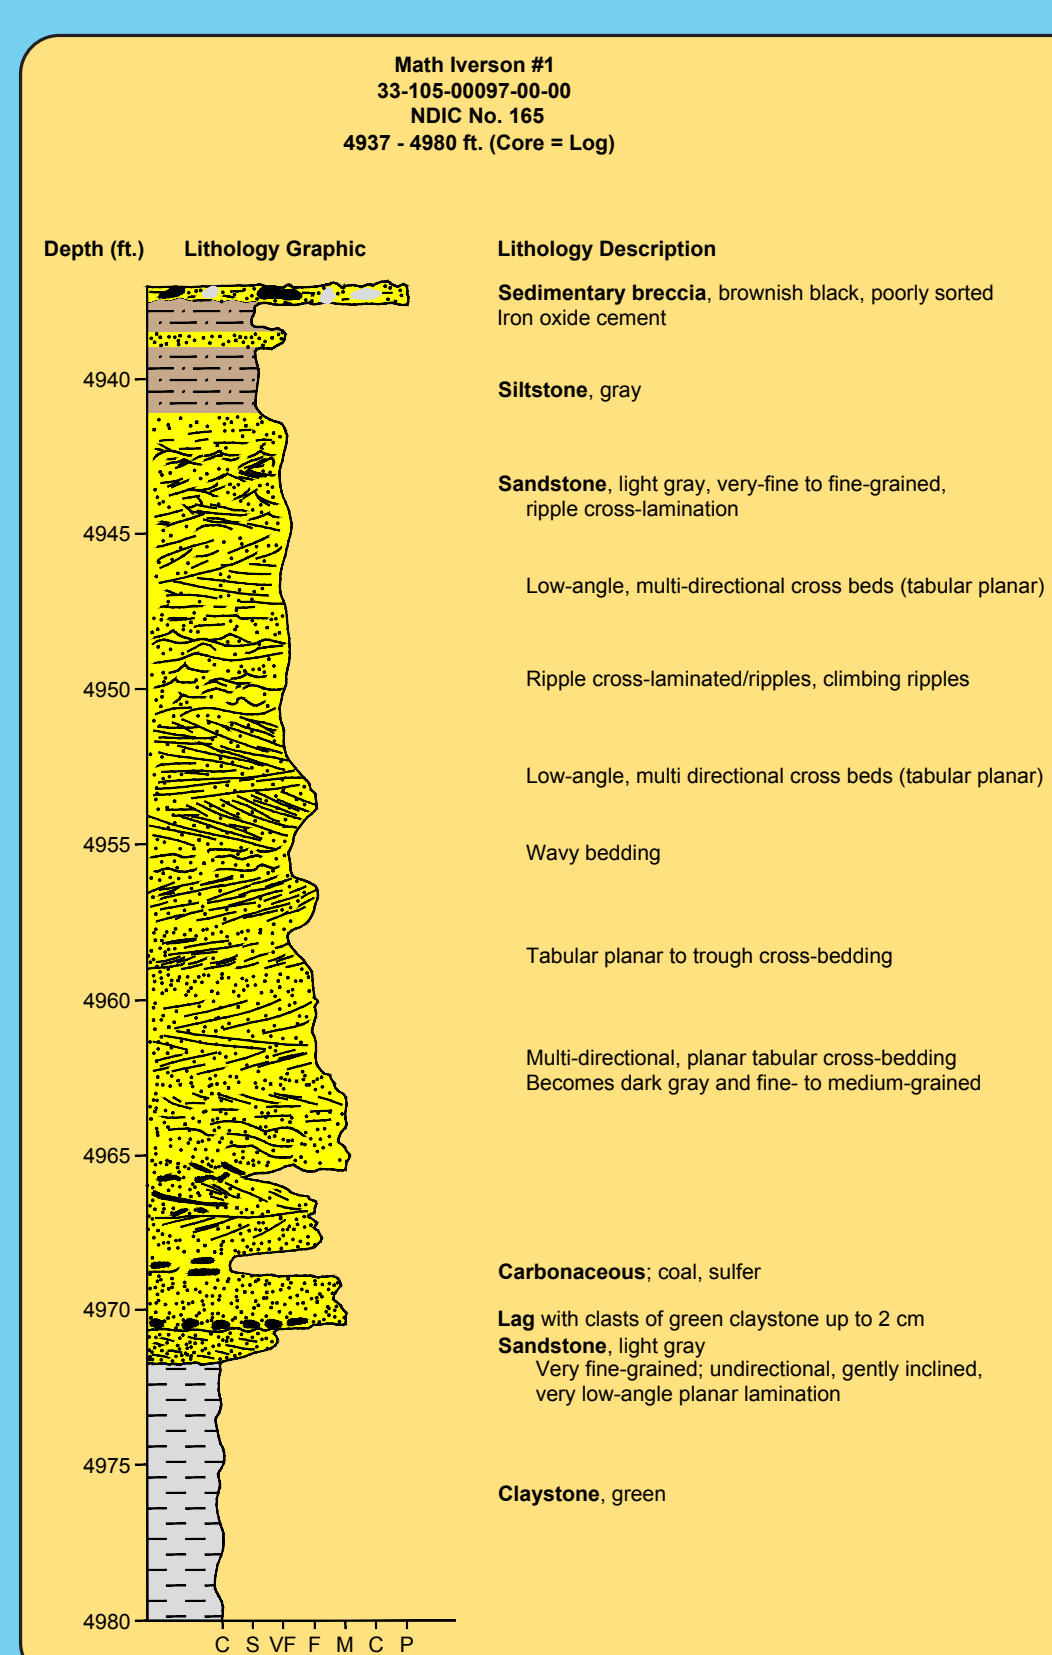 Math Iverson #1
33-105-00097-00-00
NDIC No. 165
4937 - 4980 ft. (Core = Log)
Depth (ft.) Lithology Graphic Lithology Description
Sedimentary breccia, brownish black, poorly sorted
Iron oxide cement
4940
Siltstone, gray
Sandstone, light gray, very-fine to fine-grained,
ripple cross-lamination
4945
Low-angle, multi-directional cross beds (tabular planar)
Ripple cross-laminated/ripples, climbing ripples
4950
Low-angle, multi directional cross beds (tabular planar)
4955
Wavy bedding
Tabular planar to trough cross-bedding
4960
Multi-directional, planar tabular cross-bedding
Becomes dark gray and fine- to medium-grained
4965
Carbonaceous; coal, sulfer
4970
Lag with clasts of green claystone up to 2 cm
Sandstone, light gray
Very fine-grained; undirectional, gently inclined,
very low-angle planar lamination
4975
Claystone, green
4980
C S VF F M C P